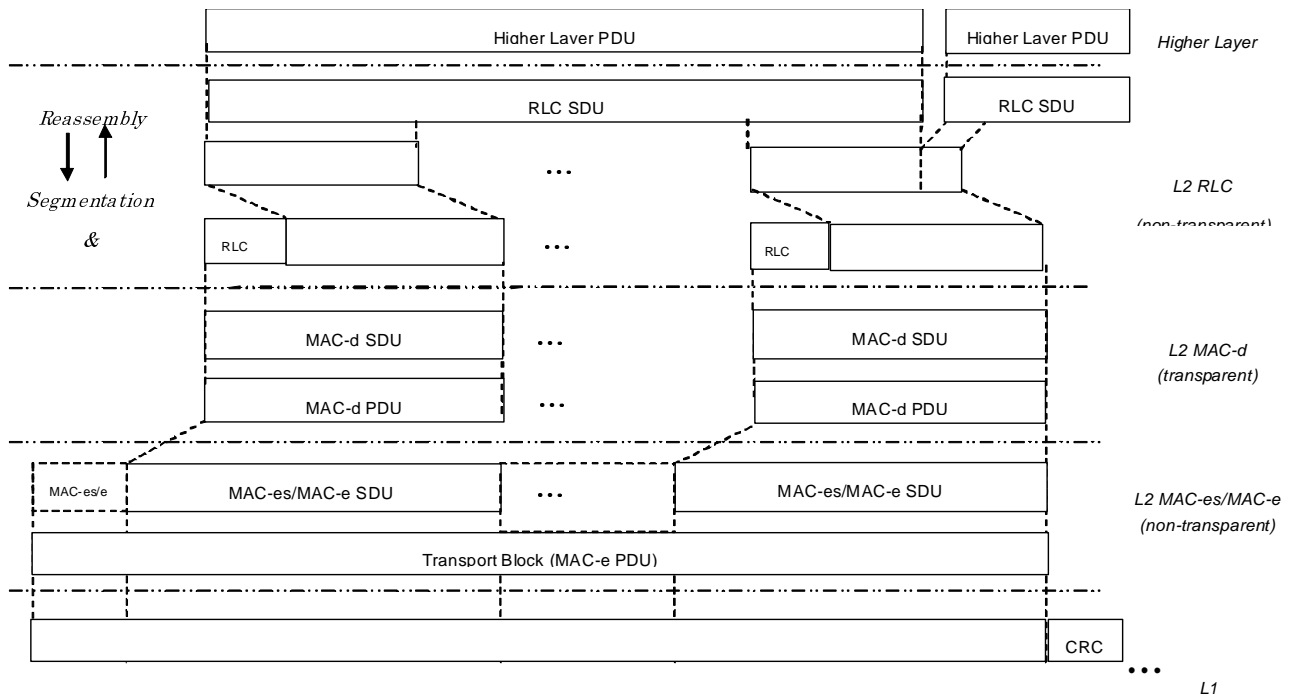 Higher Layer PDU
Higher Layer PDU
Higher Layer
RLC SDU
RLC SDU
Reassembly
...
Segmentation
L2 RLC
&
RLC
...
RLC
(non-transparent)
MAC-d SDU
...
MAC-d SDU
L2 MAC-d
(transparent)
MAC-d PDU
...
MAC-d PDU
MAC-es/e
MAC-es/MAC-e SDU
...
MAC-es/MAC-e SDU
L2 MAC-es/MAC-e
(non-transparent)
Transport Block (MAC-e PDU)
CRC
...
L1